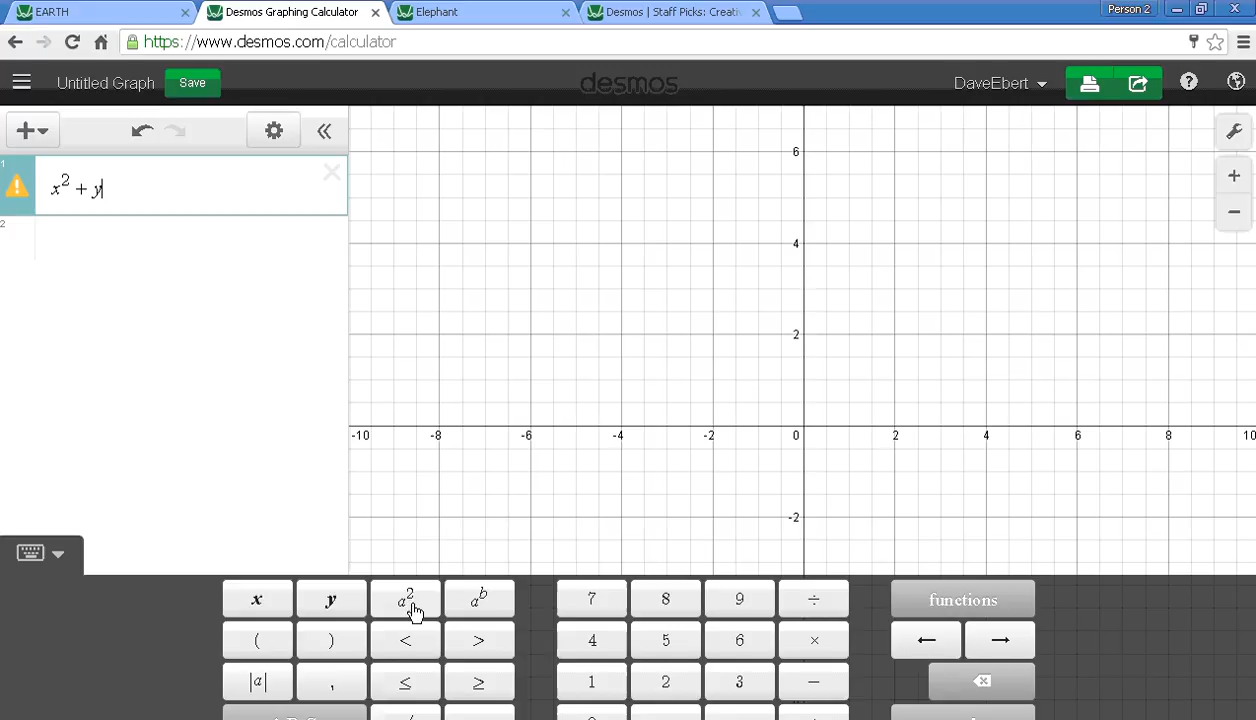 EARTH
Desmos Graphing Calculator
Elephant
Desmos | Staff Picks: Creativ
Person 2
https://www.desmos.com/calculator
Untitled Graph
Save
desmos
DaveEbert
?
1
x² + y
2
6
4
2
-10 -8 -6 -4 -2 0 2 4 6 8 10
-2
x y a² aᵇ 7 8 9 ÷ functions
( ) < > 4 5 6 × ← →
|a| , ≤ ≥ 1 2 3 −